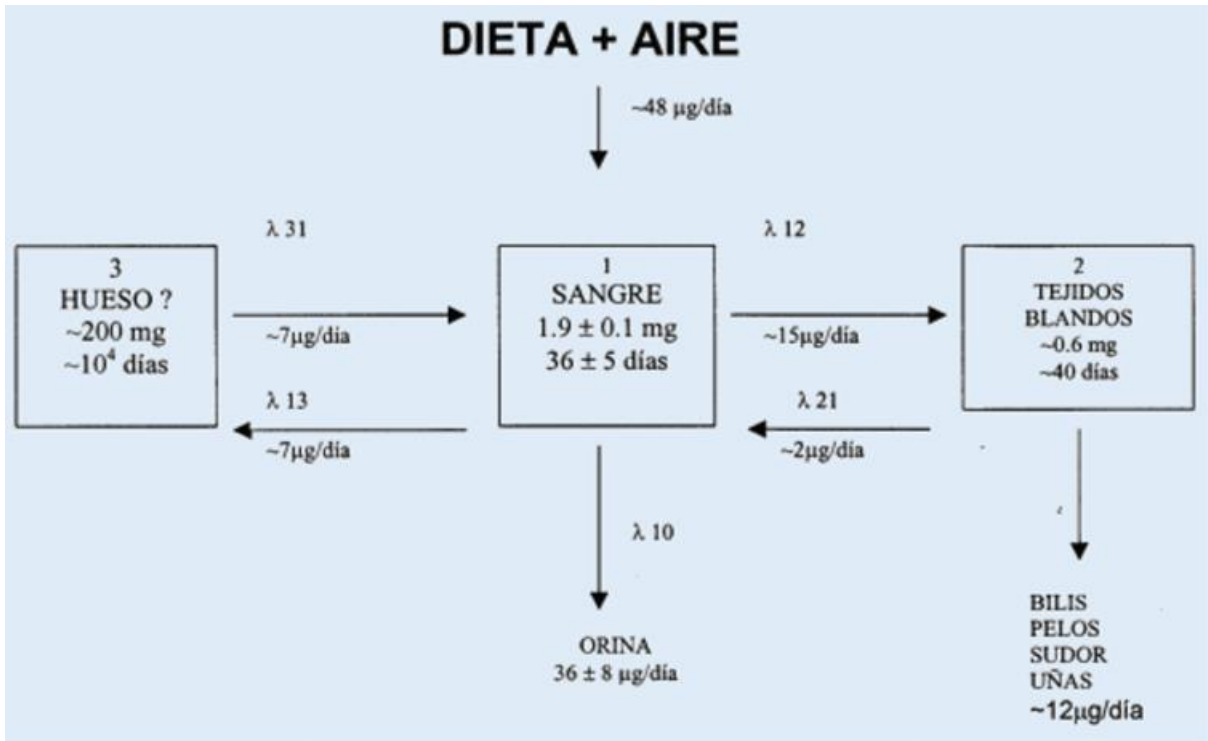 DIETA + AIRE
~48 µg/día
λ 31
λ 12
3
HUESO ?
~200 mg
~10⁴ días
~7µg/día
1
SANGRE
1.9 ± 0.1 mg
36 ± 5 días
~15µg/día
2
TEJIDOS
BLANDOS
~0.6 mg
~40 días
λ 13
~7µg/día
λ 21
~2µg/día
λ 10
ORINA
36 ± 8 µg/día
BILIS
PELOS
SUDOR
UÑAS
~12µg/día